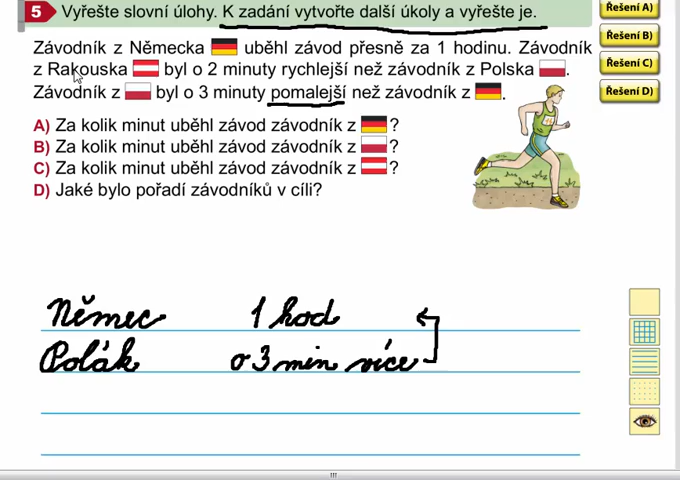 5 Vyřešte slovní úlohy. K zadání vytvořte další úkoly a vyřešte je.
Řešení A)
Řešení B)
Řešení C)
Řešení D)
Závodník z Německa uběhl závod přesně za 1 hodinu. Závodník
z Rakouska byl o 2 minuty rychlejší než závodník z Polska.
Závodník z byl o 3 minuty pomalejší než závodník z.
A) Za kolik minut uběhl závod závodník z ?
B) Za kolik minut uběhl závod závodník z ?
C) Za kolik minut uběhl závod závodník z ?
D) Jaké bylo pořadí závodníků v cíli?
Němec 1 hod
Polák o 3 min více